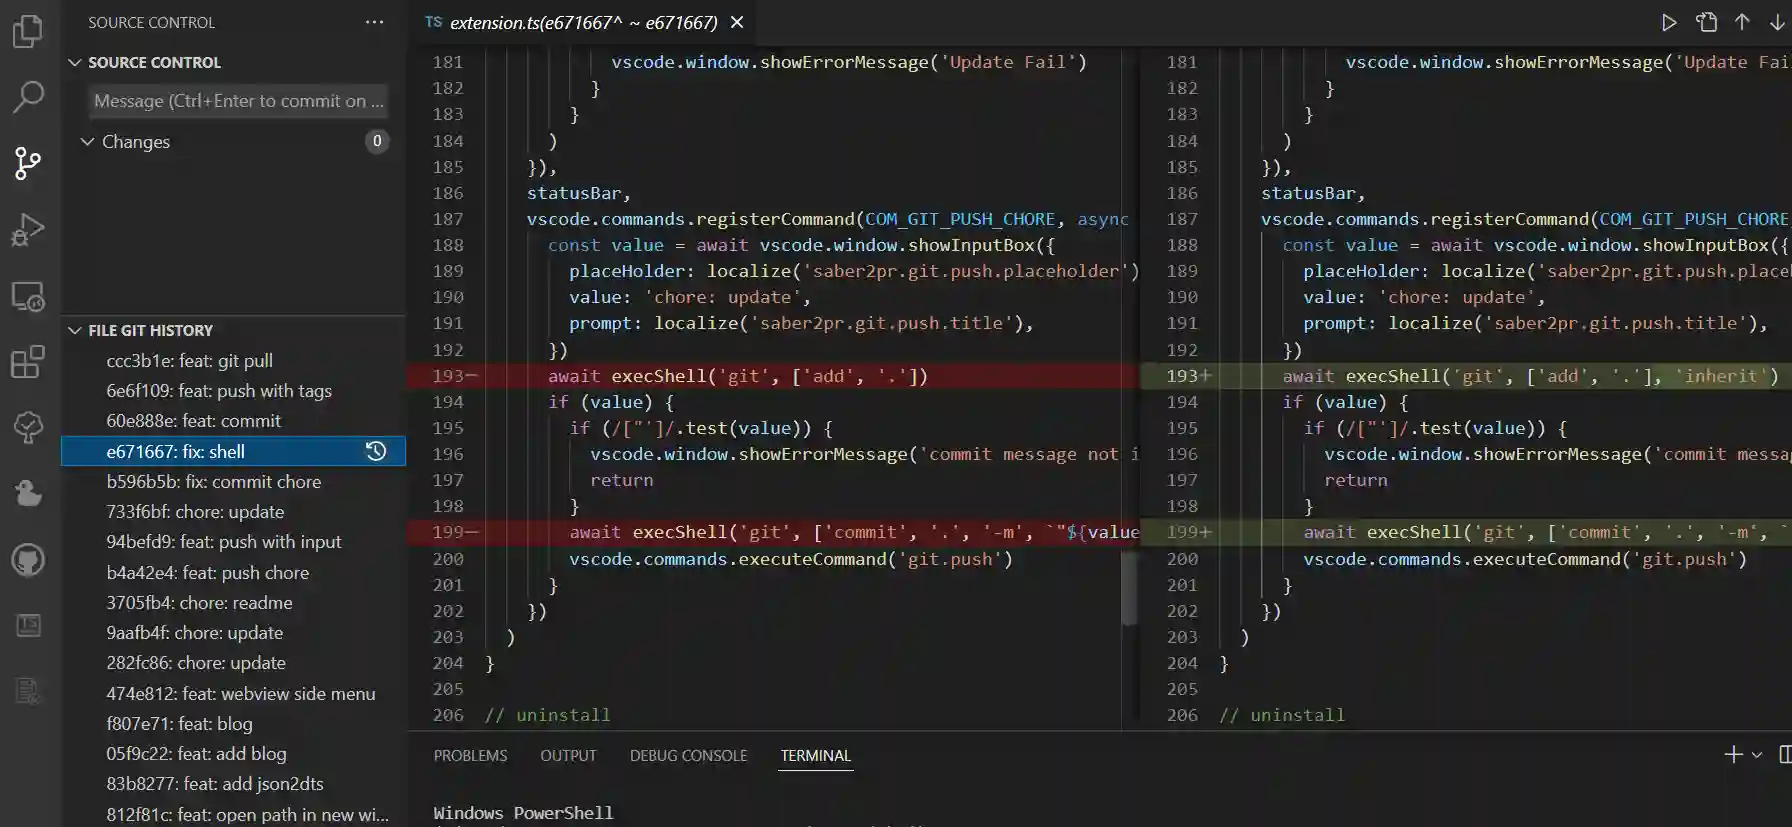 SOURCE CONTROL
SOURCE CONTROL
Message (Ctrl+Enter to commit on ...
Changes
0
FILE GIT HISTORY
ccc3b1e: feat: git pull
6e6f109: feat: push with tags
60e888e: feat: commit
e671667: fix: shell
b596b5b: fix: commit chore
733f6bf: chore: update
94befd9: feat: push with input
b4a42e4: feat: push chore
3705fb4: chore: readme
9aafb4f: chore: update
282fc86: chore: update
474e812: feat: webview side menu
f807e71: feat: blog
05f9c22: feat: add blog
83b8277: feat: add json2dts
812f81c: feat: open path in new wi...
TS extension.ts(e671667^ ~ e671667)
181 vscode.window.showErrorMessage('Update Fail')
182 }
183 }
184 )
185 }),
186 statusBar,
187 vscode.commands.registerCommand(COM_GIT_PUSH_CHORE, async
188 const value = await vscode.window.showInputBox({
189 placeHolder: localize('saber2pr.git.push.placeholder')
190 value: 'chore: update',
191 prompt: localize('saber2pr.git.push.title'),
192 })
193− await execShell('git', ['add', '.'])
194 if (value) {
195 if (/["']/.test(value)) {
196 vscode.window.showErrorMessage('commit message not i
197 return
198 }
199− await execShell('git', ['commit', '.', '-m', `"${value
200 vscode.commands.executeCommand('git.push')
201 }
202 })
203 )
204 }
205
206 // uninstall
181 vscode.window.showErrorMessage('Update Fai
182 }
183 }
184 )
185 }),
186 statusBar,
187 vscode.commands.registerCommand(COM_GIT_PUSH_CHORE
188 const value = await vscode.window.showInputBox({
189 placeHolder: localize('saber2pr.git.push.place
190 value: 'chore: update',
191 prompt: localize('saber2pr.git.push.title'),
192 })
193+ await execShell('git', ['add', '.'], 'inherit')
194 if (value) {
195 if (/["']/.test(value)) {
196 vscode.window.showErrorMessage('commit messa
197 return
198 }
199+ await execShell('git', ['commit', '.', '-m', `
200 vscode.commands.executeCommand('git.push')
201 }
202 })
203 )
204 }
205
206 // uninstall
PROBLEMS OUTPUT DEBUG CONSOLE TERMINAL
Windows PowerShell